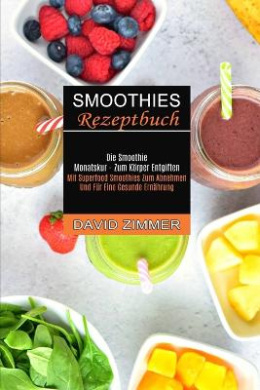 SMOOTHIES
Rezeptbuch
Die Smoothie
Monatskur - Zum Körper Entgiften
Mit Superfood Smoothies Zum Abnehmen
Und Für Eine Gesunde Ernährung
DAVID ZIMMER